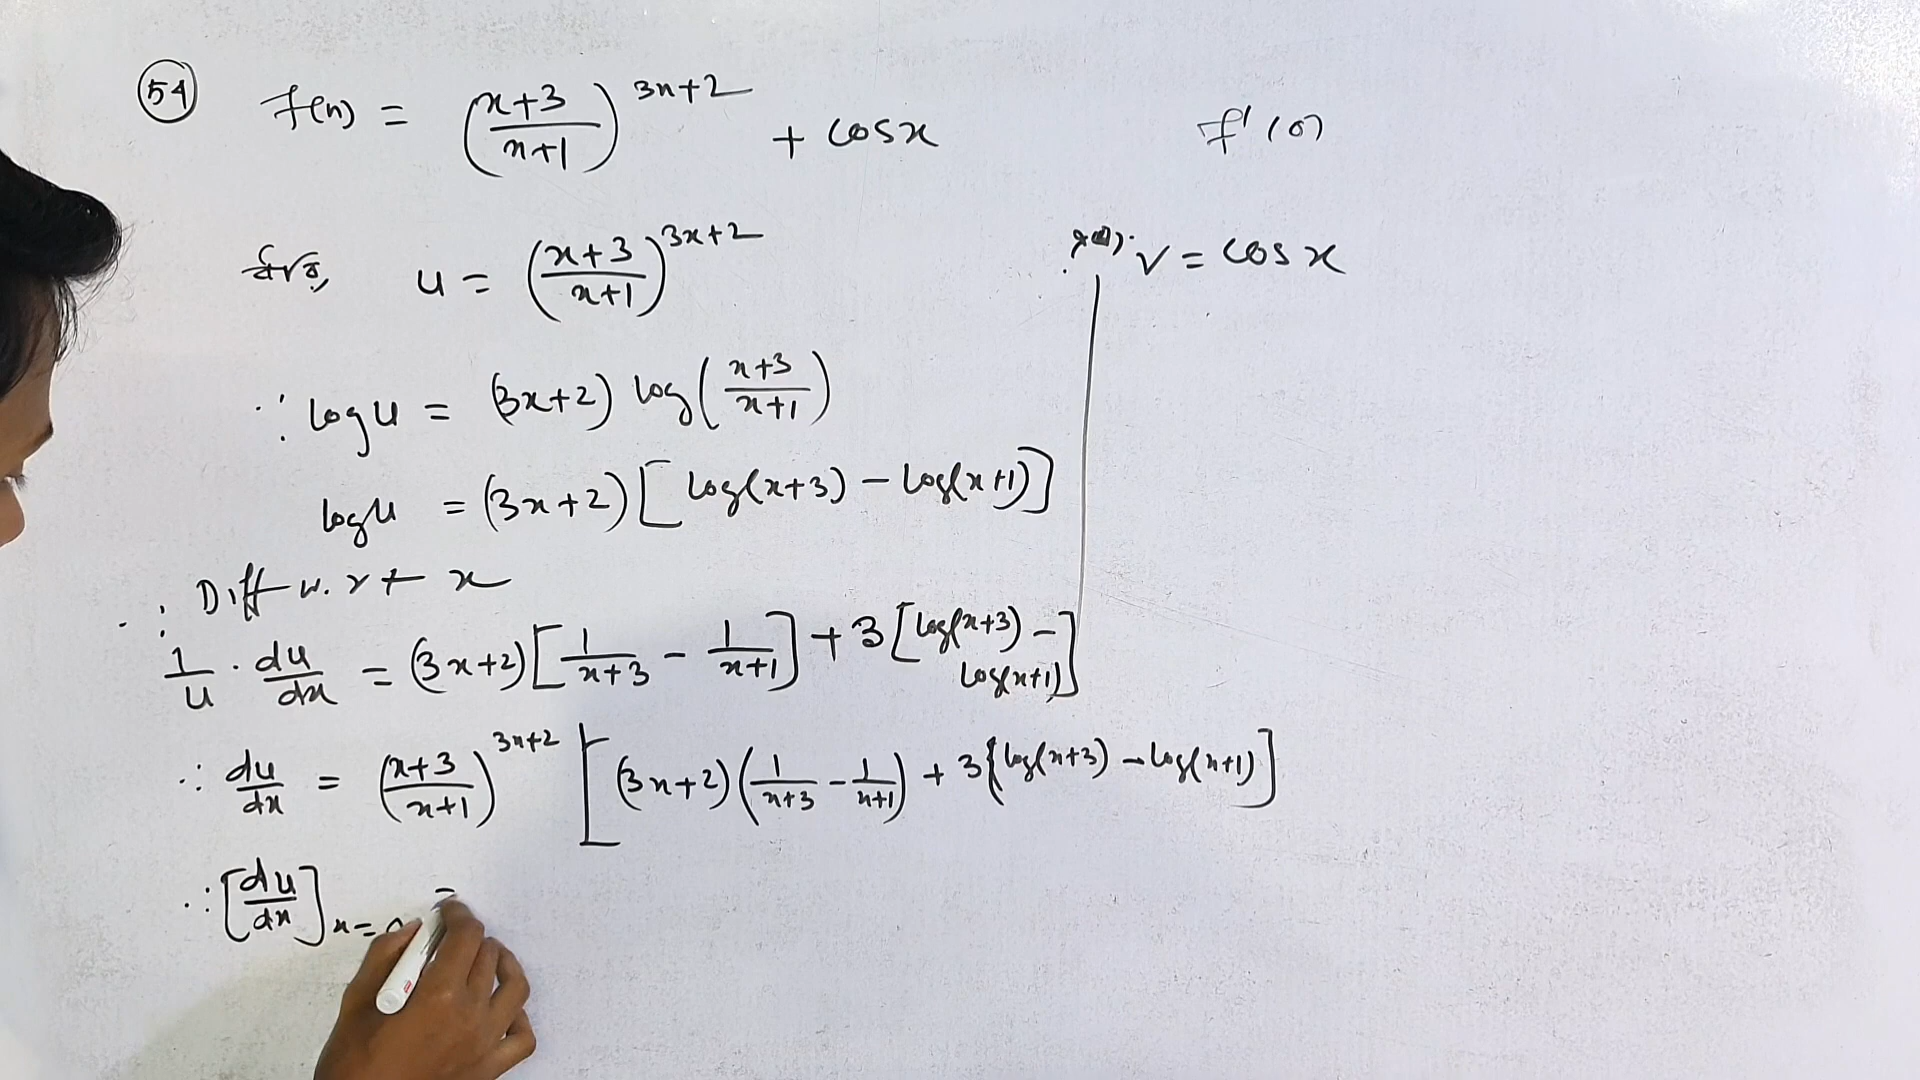 54 f(x) = ((x+3)/(x+1))^(3x+2) + cosx f'(0)
ধরি, u = ((x+3)/(x+1))^(3x+2)
v = cos x
∴ log u = (3x+2) log((x+3)/(x+1))
log u = (3x+2) [log(x+3) - log(x+1)]
∴ Diff w.r.t x
1/u . du/dx = (3x+2) [1/(x+3) - 1/(x+1)] + 3 [log(x+3) - log(x+1)]
∴ du/dx = ((x+3)/(x+1))^(3x+2) [(3x+2) (1/(x+3) - 1/(x+1)) + 3{log(x+3) - log(x+1)]
∴ [du/dx] x=0 =